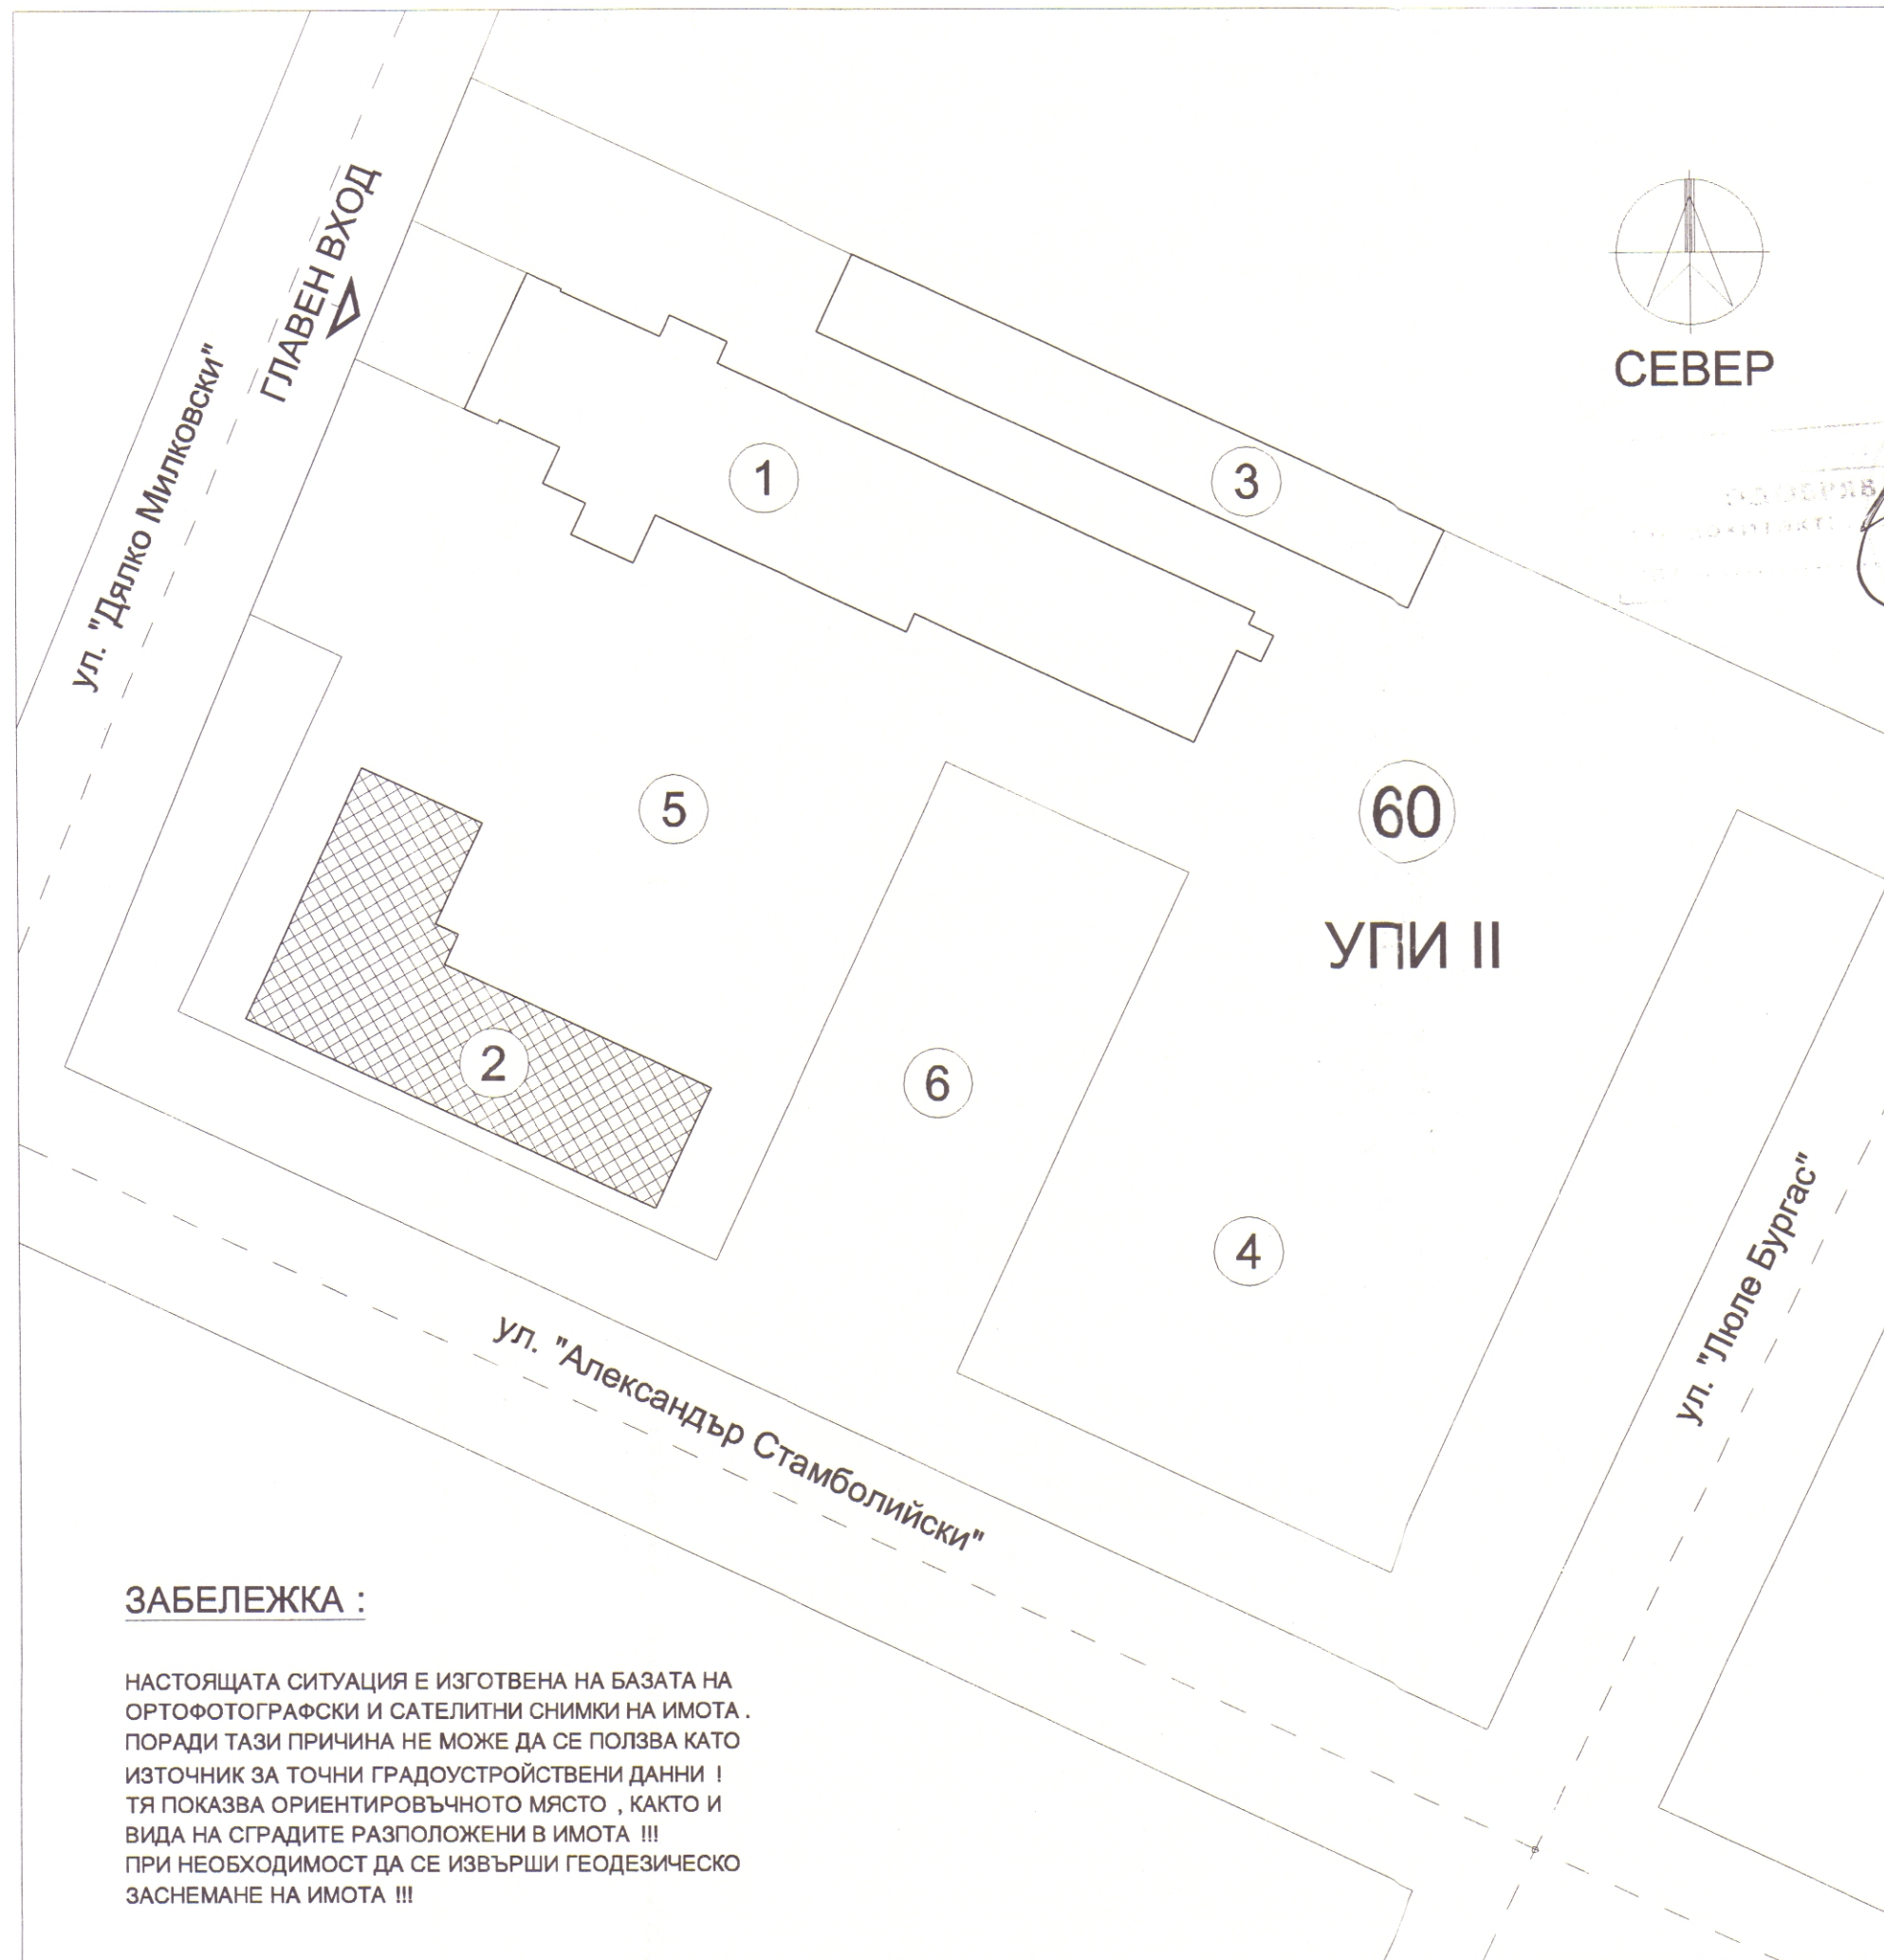 ГЛАВЕН ВХОД
СЕВЕР
ул. "Дялко Милковски"
1
3
5
60
УПИ II
2
6
4
ул. "Люле Бургас"
ул. "Александър Стамболийски"
ЗАБЕЛЕЖКА :
НАСТОЯЩАТА СИТУАЦИЯ Е ИЗГОТВЕНА НА БАЗАТА НА
ОРТОФОТОГРАФСКИ И САТЕЛИТНИ СНИМКИ НА ИМОТА .
ПОРАДИ ТАЗИ ПРИЧИНА НЕ МОЖЕ ДА СЕ ПОЛЗВА КАТО
ИЗТОЧНИК ЗА ТОЧНИ ГРАДОУСТРОЙСТВЕНИ ДАННИ !
ТЯ ПОКАЗВА ОРИЕНТИРОВЪЧНОТО МЯСТО , КАКТО И
ВИДА НА СГРАДИТЕ РАЗПОЛОЖЕНИ В ИМОТА !!!
ПРИ НЕОБХОДИМОСТ ДА СЕ ИЗВЪРШИ ГЕОДЕЗИЧЕСКО
ЗАСНЕМАНЕ НА ИМОТА !!!